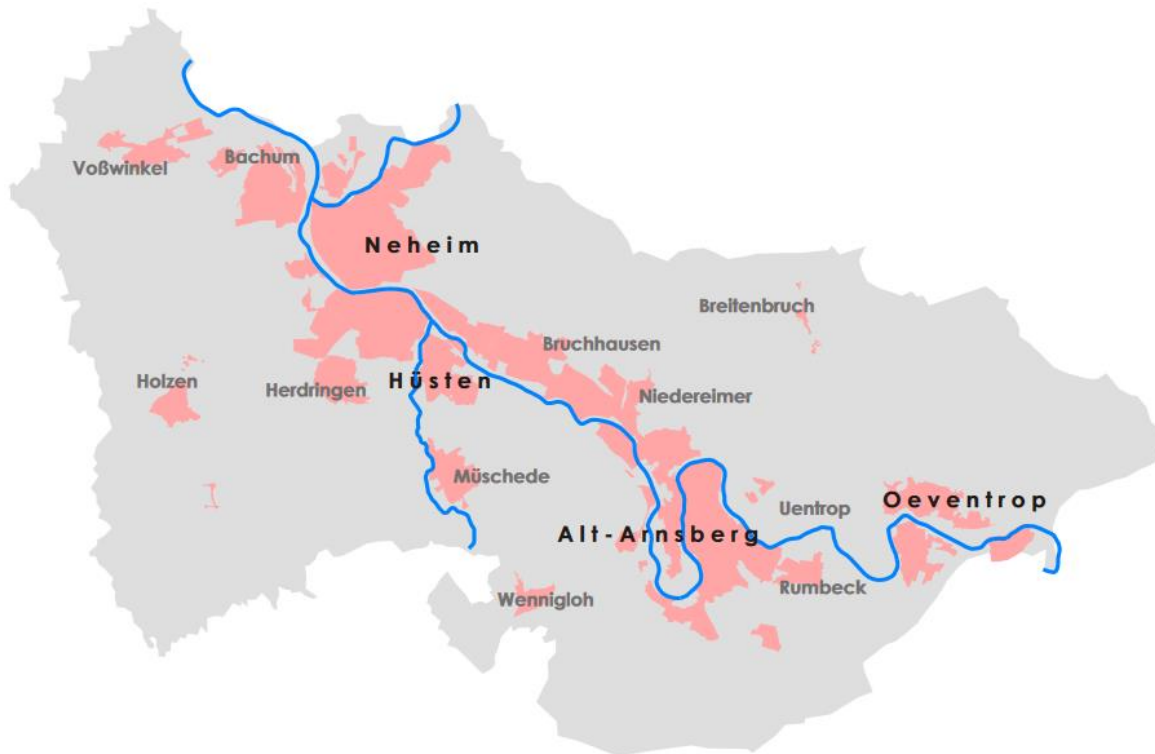 Bachum
Voßwinkel
Neheim
Breitenbruch
Bruchhausen
Holzen
Herdringen
Hüsten
Niedereimer
Müschede
Uentrop
Oeventrop
Alt-Arnsberg
Rumbeck
Wennigloh